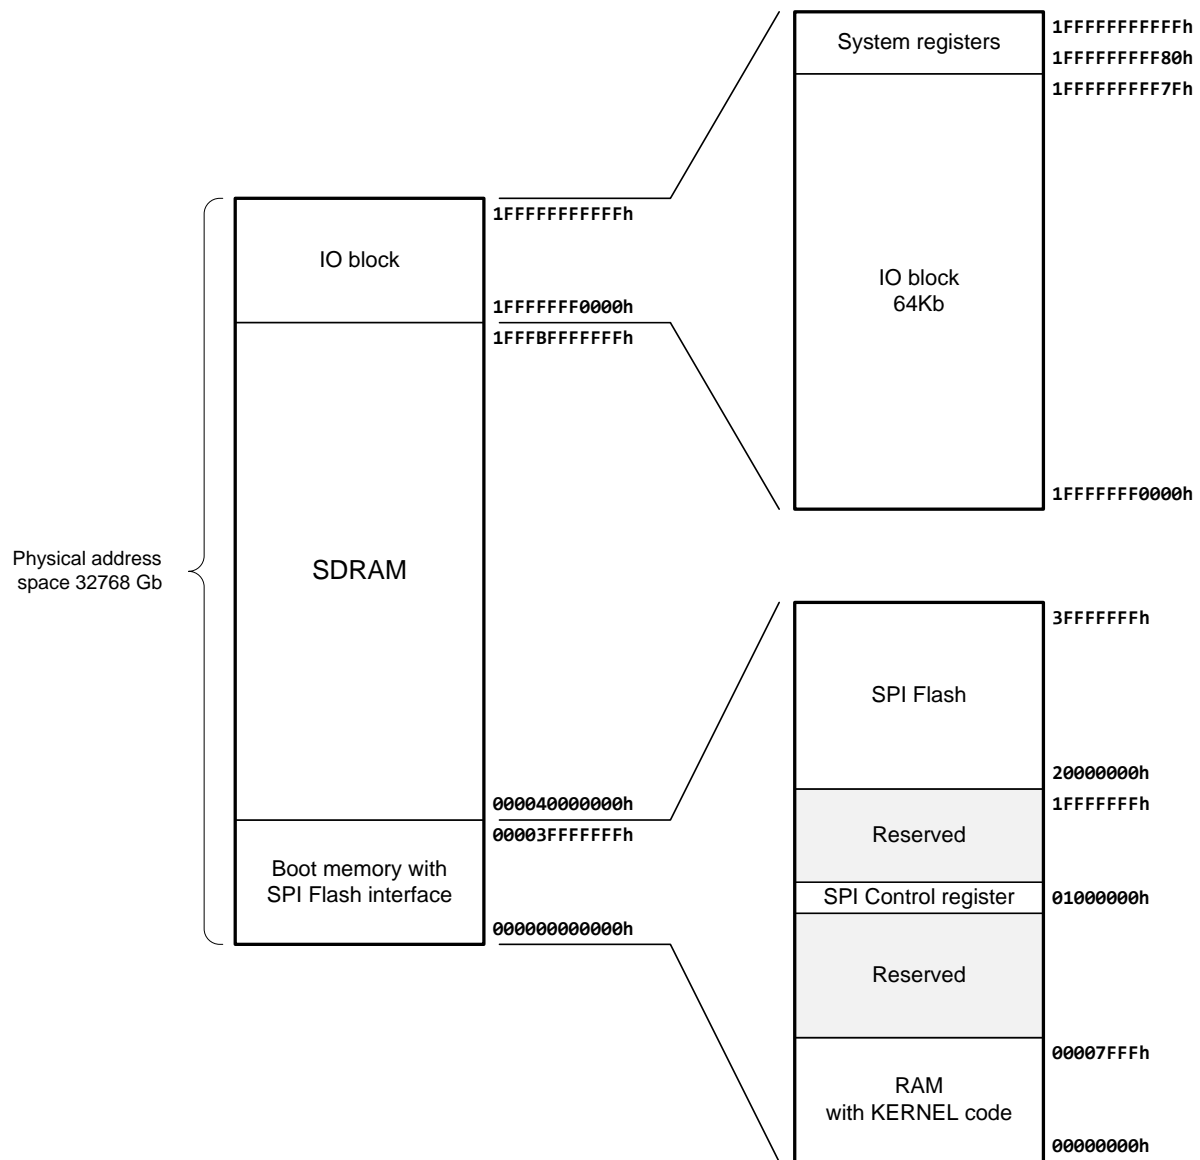 System registers
1FFFFFFFFFFFh
1FFFFFFFFF80h
1FFFFFFFFF7Fh
IO block
64Kb
1FFFFFFF0000h
Physical address
space 32768 Gb
IO block
1FFFFFFFFFFFh
1FFFFFFF0000h
SDRAM
1FFFBFFFFFFFh
000040000000h
Boot memory with
SPI Flash interface
00003FFFFFFFh
000000000000h
SPI Flash
3FFFFFFFh
20000000h
Reserved
1FFFFFFFh
SPI Control register
01000000h
Reserved
RAM
with KERNEL code
00007FFFh
00000000h